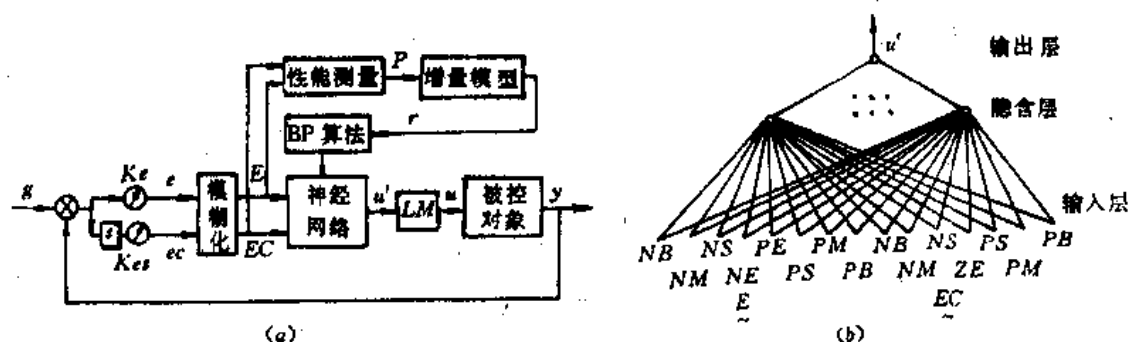 性能测量
P
增量模型
BP 算法
r
g
Ke
e
模糊化
E
神经网络
u'
LM
u
被控对象
y
s
Kes
ec
EC
(a)
u'
输出层
隐含层
输入层
NB NS PE PM NB NS PS PB
NM NE PS PB NM ZE PM
E EC
(b)